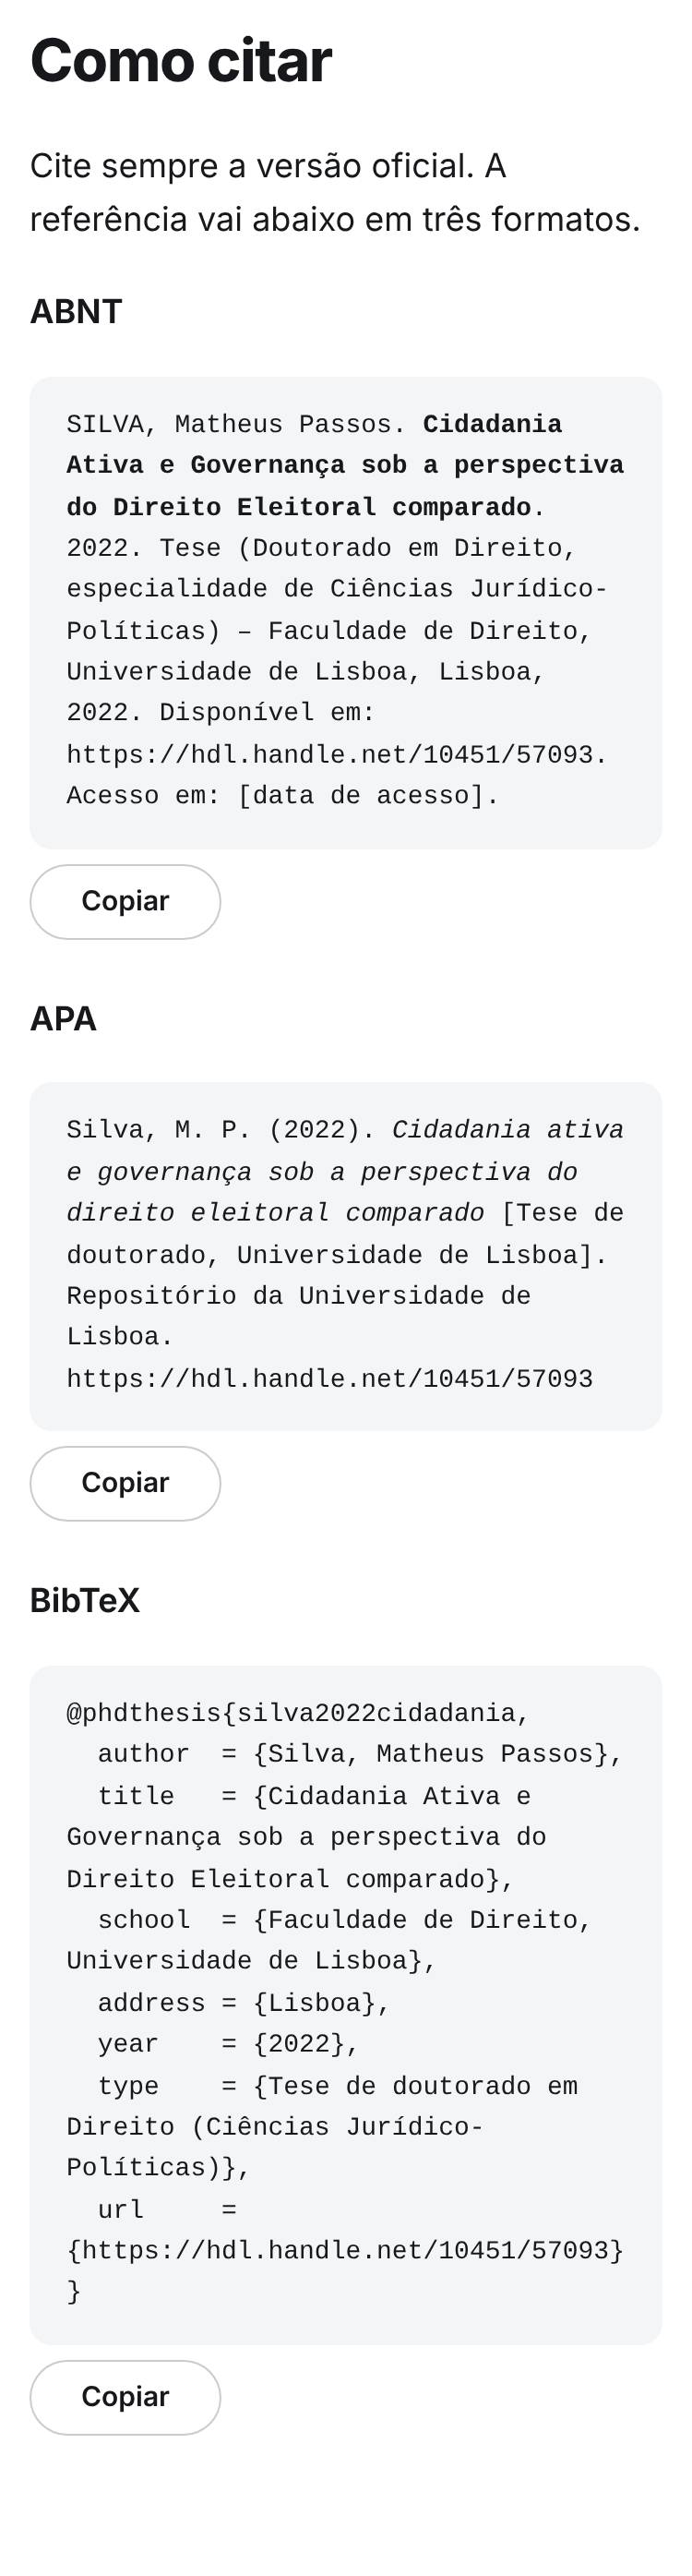 Como citar
Cite sempre a versão oficial. A
referência vai abaixo em três formatos.
ABNT
SILVA, Matheus Passos. Cidadania
Ativa e Governança sob a perspectiva
do Direito Eleitoral comparado.
2022. Tese (Doutorado em Direito,
especialidade de Ciências Jurídico-
Políticas) – Faculdade de Direito,
Universidade de Lisboa, Lisboa,
2022. Disponível em:
https://hdl.handle.net/10451/57093.
Acesso em: [data de acesso].
Copiar
APA
Silva, M. P. (2022). Cidadania ativa
e governança sob a perspectiva do
direito eleitoral comparado [Tese de
doutorado, Universidade de Lisboa].
Repositório da Universidade de
Lisboa.
https://hdl.handle.net/10451/57093
Copiar
BibTeX
@phdthesis{silva2022cidadania,
  author  = {Silva, Matheus Passos},
  title   = {Cidadania Ativa e
Governança sob a perspectiva do
Direito Eleitoral comparado},
  school  = {Faculdade de Direito,
Universidade de Lisboa},
  address = {Lisboa},
  year    = {2022},
  type    = {Tese de doutorado em
Direito (Ciências Jurídico-
Políticas)},
  url     =
{https://hdl.handle.net/10451/57093}
}
Copiar